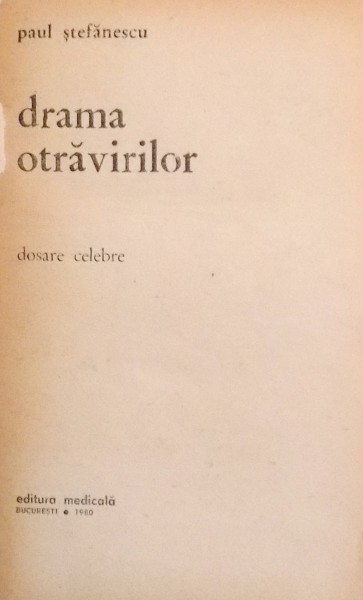 paul ștefănescu
drama
otrăvirilor
dosare celebre
editura medicală
BUCUREȘTI ● 1980